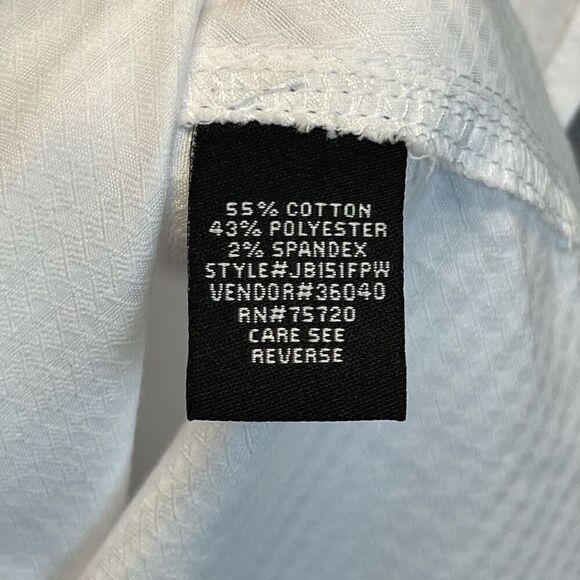 55% COTTON
43% POLYESTER
2% SPANDEX
STYLE#JB151FPW
VENDOR#36040
RN#75720
CARE SEE
REVERSE